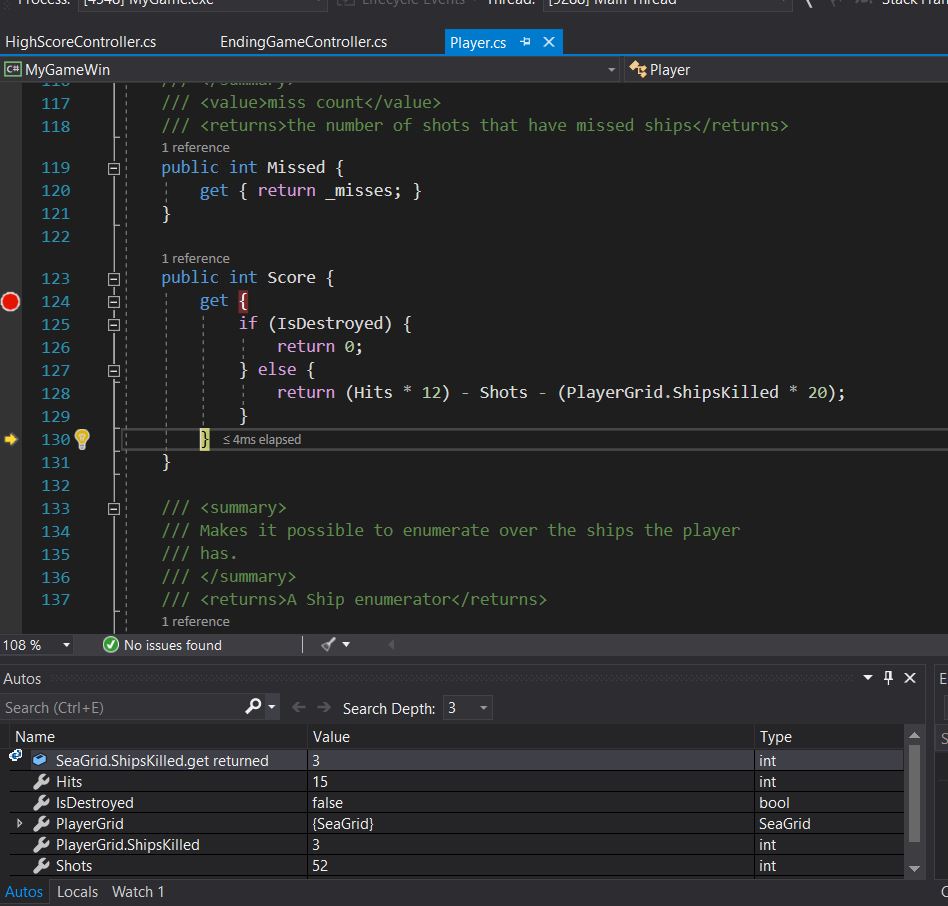 Process: [4948] MyGame.exe Lifecycle Events Thread: [9288] Main Thread Stack Fram
HighScoreController.cs EndingGameController.cs Player.cs
C# MyGameWin Player
116 /// </summary>
117 /// <value>miss count</value>
118 /// <returns>the number of shots that have missed ships</returns>
1 reference
119 public int Missed {
120 get { return _misses; }
121 }
122
1 reference
123 public int Score {
124 get {
125 if (IsDestroyed) {
126 return 0;
127 } else {
128 return (Hits * 12) - Shots - (PlayerGrid.ShipsKilled * 20);
129 }
130 } ≤ 4ms elapsed
131 }
132
133 /// <summary>
134 /// Makes it possible to enumerate over the ships the player
135 /// has.
136 /// </summary>
137 /// <returns>A Ship enumerator</returns>
1 reference
108 % No issues found
Autos E
Search (Ctrl+E) Search Depth: 3
Name Value Type
SeaGrid.ShipsKilled.get returned 3 int
Hits 15 int
IsDestroyed false bool
PlayerGrid {SeaGrid} SeaGrid
PlayerGrid.ShipsKilled 3 int
Shots 52 int
Autos Locals Watch 1